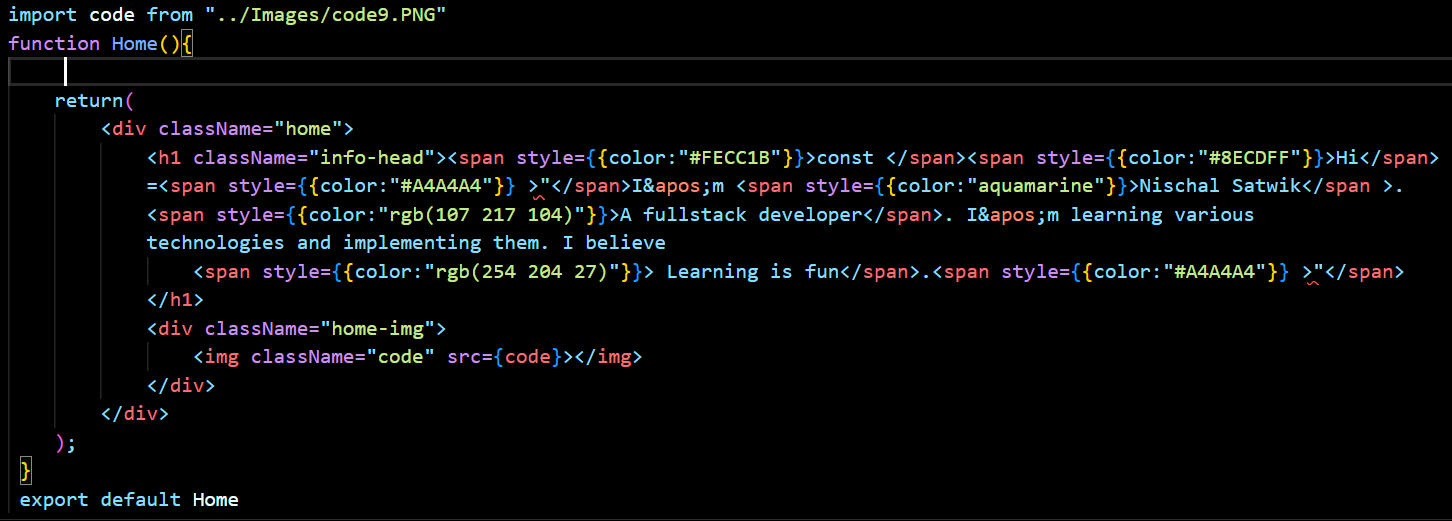 import code from "../Images/code9.PNG"
function Home(){
return(
<div className="home">
<h1 className="info-head"><span style={{color:"#FECC1B"}}>const </span><span style={{color:"#8ECDFF"}}>Hi</span>
=<span style={{color:"#A4A4A4"}} >"</span>I&apos;m <span style={{color:"aquamarine"}}>Nischal Satwik</span >.
<span style={{color:"rgb(107 217 104)"}}>A fullstack developer</span>. I&apos;m learning various
technologies and implementing them. I believe
<span style={{color:"rgb(254 204 27)"}}> Learning is fun</span>.<span style={{color:"#A4A4A4"}} >"</span>
</h1>
<div className="home-img">
<img className="code" src={code}></img>
</div>
</div>
);
}
export default Home